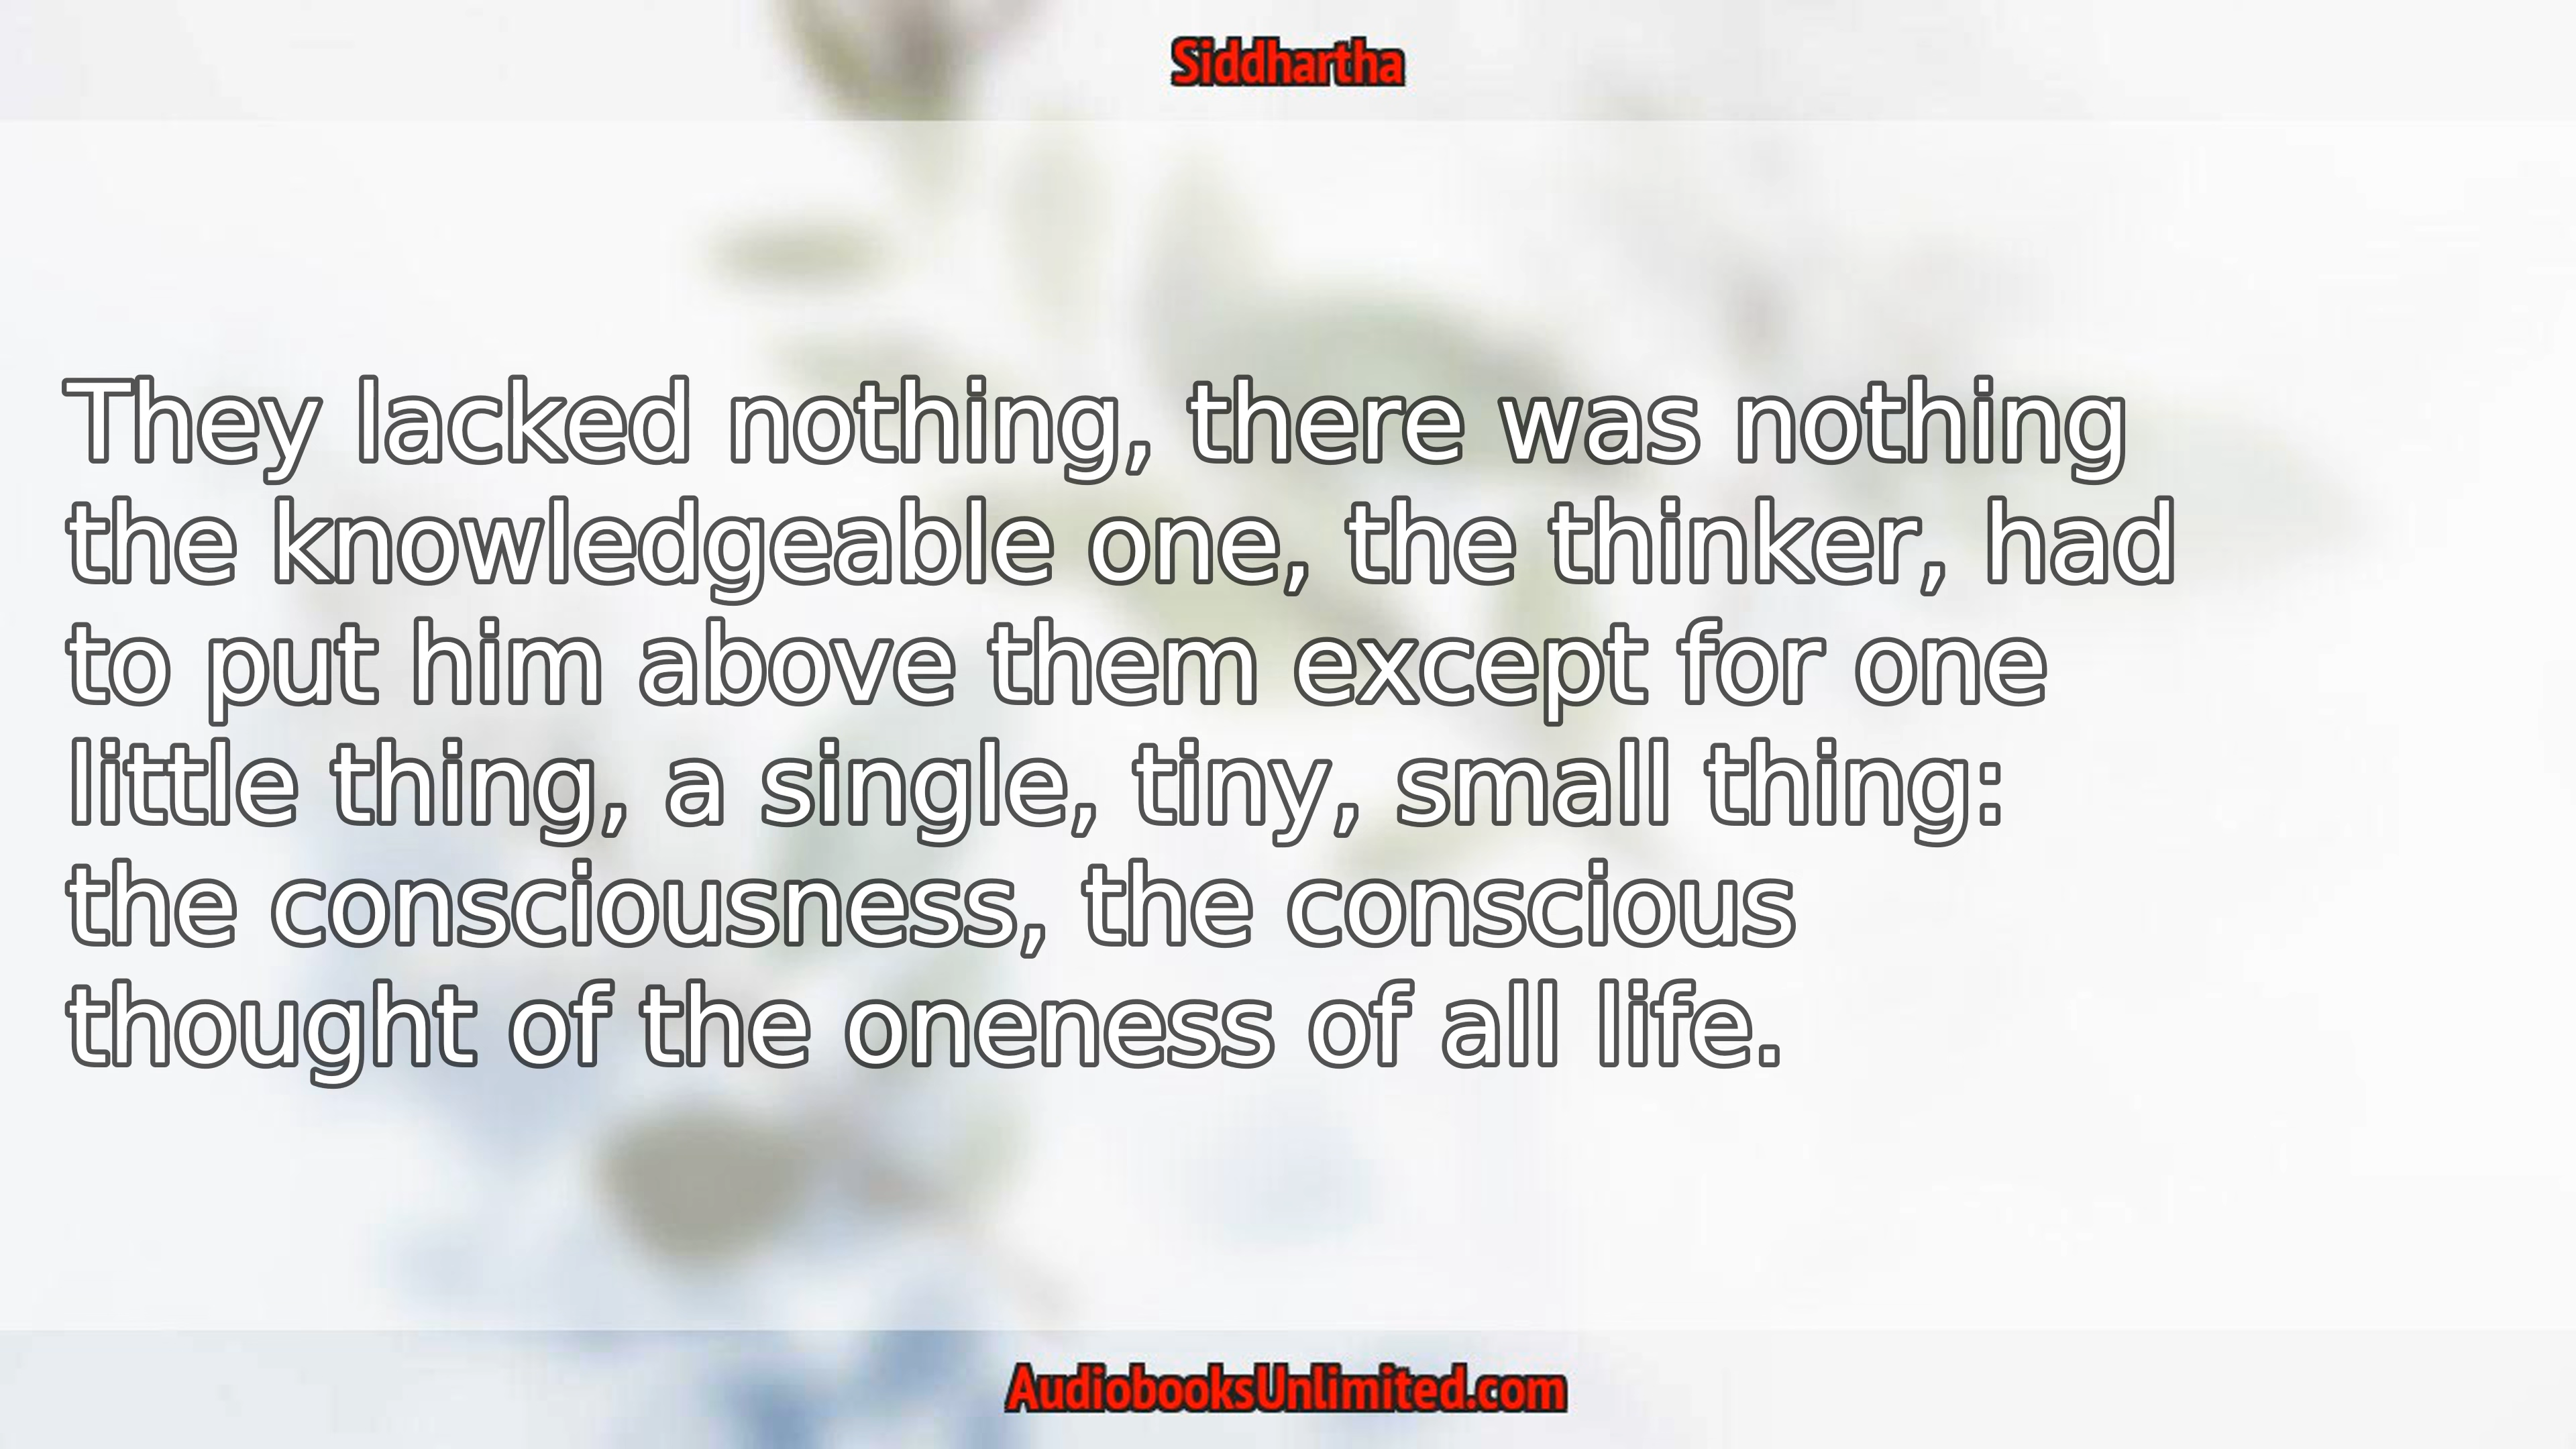 Siddhartha
They lacked nothing, there was nothing
the knowledgeable one, the thinker, had
to put him above them except for one
little thing, a single, tiny, small thing:
the consciousness, the conscious
thought of the oneness of all life.
AudiobooksUnlimited.com